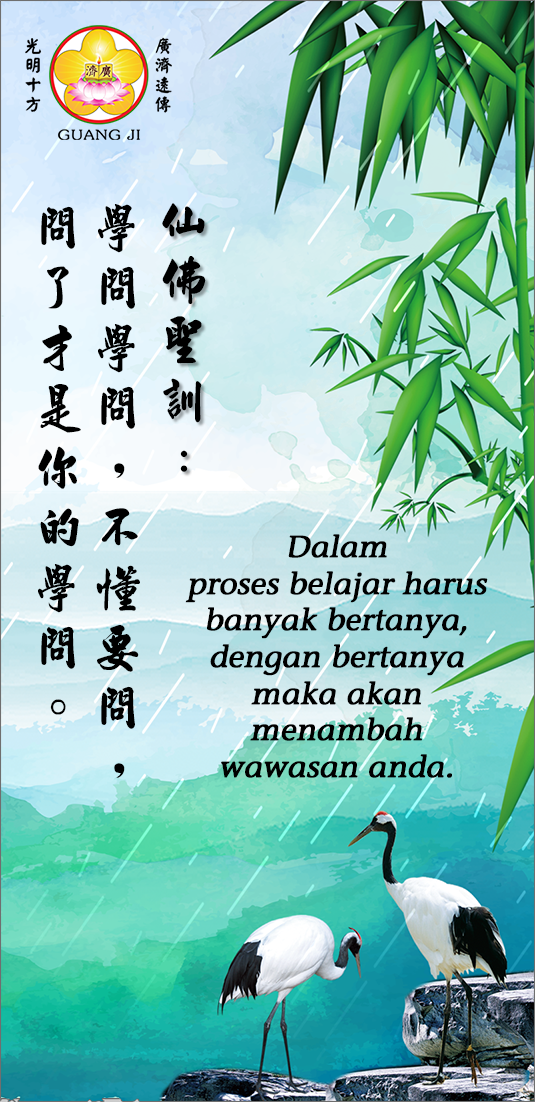 廣濟遠傳
光明十方
廣濟
GUANG JI
仙佛聖訓：
學問學問，不懂要問，
問了才是你的學問。
Dalam
proses belajar harus
banyak bertanya,
dengan bertanya
maka akan
menambah
wawasan anda.